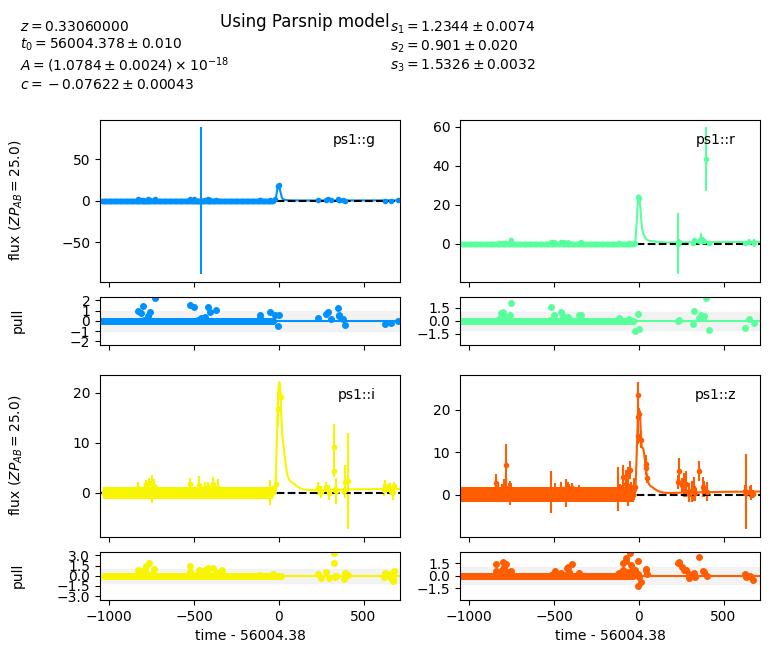 Using Parsnip model
z = 0.33060000
t0 = 56004.378 ± 0.010
A = (1.0784 ± 0.0024) × 10^−18
c = −0.07622 ± 0.00043
s1 = 1.2344 ± 0.0074
s2 = 0.901 ± 0.020
s3 = 1.5326 ± 0.0032
flux (ZP_AB = 25.0)
50
0
−50
ps1::g
60
40
20
0
ps1::r
pull
2
1
0
−1
−2
1.5
0.0
−1.5
flux (ZP_AB = 25.0)
20
10
0
ps1::i
20
10
0
ps1::z
pull
3.0
1.5
0.0
−1.5
−3.0
1.5
0.0
−1.5
−1000 −500 0 500
−1000 −500 0 500
time - 56004.38
time - 56004.38